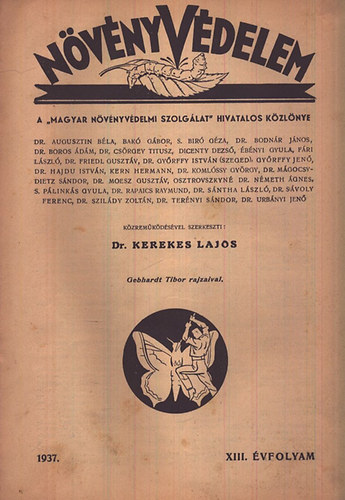 NÖVÉNYVÉDELEM
A „MAGYAR NÖVÉNYVÉDELMI SZOLGÁLAT" HIVATALOS KÖZLÖNYE
DR. AUGUSZTIN BÉLA, BAKÓ GÁBOR, S. BIRÓ GÉZA, DR. BODNÁR JÁNOS,
DR. BOROS ÁDÁM, DR. CSÖRGEY TITUSZ, DICENTY DEZSŐ, ÉBÉNYI GYULA, FÁRI
LÁSZLÓ, DR. FRIEDL GUSZTÁV, DR. GYŐRFFY ISTVÁN (SZEGED), GYÖRFFY JENŐ,
DR. HAJDU ISTVÁN, KERN HERMANN, DR. KOMLÓSSY GYÖRGY, DR. MÁGOCSY-
DIETZ SÁNDOR, DR. MOESZ GUSZTÁV, OSZTROVSZKYNÉ DR. NÉMETH ÁGNES,
S. PÁLINKÁS GYULA, DR. RAPAICS RAYMUND, DR. SÁNTHA LÁSZLÓ, DR. SÁVOLY
FERENC, DR. SZILÁDY ZOLTÁN, DR. TERÉNYI SÁNDOR, DR. URBÁNYI JENŐ
KÖZREMŰKÖDÉSÉVEL SZERKESZTI:
Dr. KEREKES LAJOS
Gebhardt Tibor rajzaival.
1937.
XIII. ÉVFOLYAM